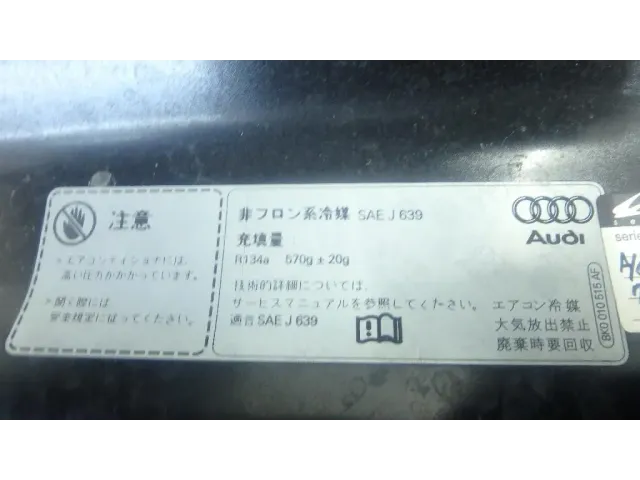 注意
*エアコンディショナには、
高い圧力がかかっています。
*開く際には
安全規定に従ってください。
非フロン系冷媒 SAE J 639
充填量
R134a 570g ± 20g
技術的詳細については、
サービスマニュアルを参照してください。
適合 SAE J 639
Audi
エアコン冷媒
大気放出禁止
廃棄時要回収
8K0 010 515 AF
serie